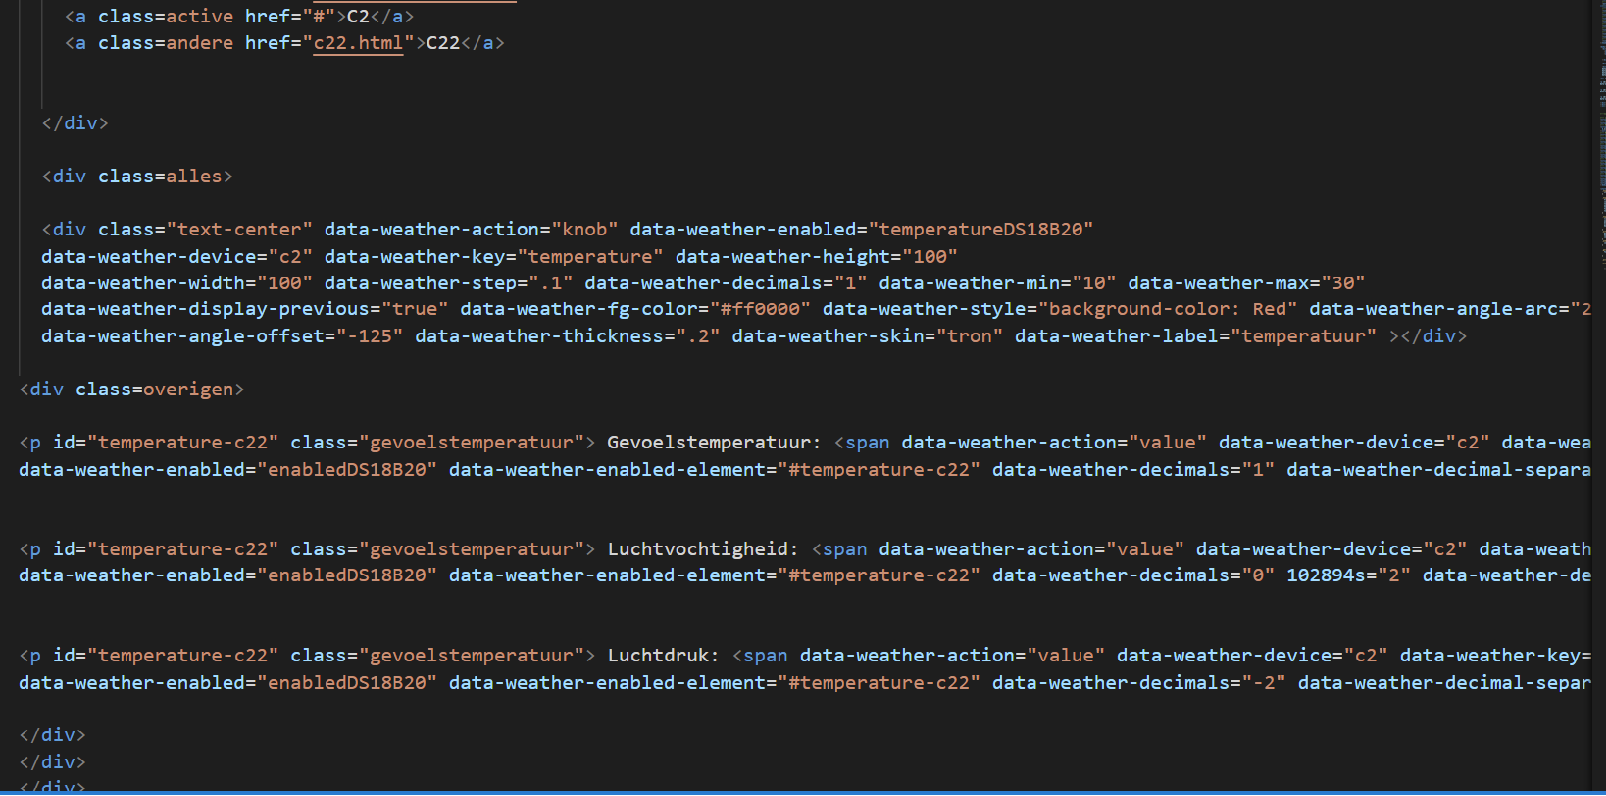 <a class=active href="#">C2</a>
<a class=andere href="c22.html">C22</a>
</div>
<div class=alles>
<div class="text-center" data-weather-action="knob" data-weather-enabled="temperatureDS18B20"
data-weather-device="c2" data-weather-key="temperature" data-weather-height="100"
data-weather-width="100" data-weather-step=".1" data-weather-decimals="1" data-weather-min="10" data-weather-max="30"
data-weather-display-previous="true" data-weather-fg-color="#ff0000" data-weather-style="background-color: Red" data-weather-angle-arc="2
data-weather-angle-offset="-125" data-weather-thickness=".2" data-weather-skin="tron" data-weather-label="temperatuur" ></div>
<div class=overigen>
<p id="temperature-c22" class="gevoelstemperatuur"> Gevoelstemperatuur: <span data-weather-action="value" data-weather-device="c2" data-wea
data-weather-enabled="enabledDS18B20" data-weather-enabled-element="#temperature-c22" data-weather-decimals="1" data-weather-decimal-separa
<p id="temperature-c22" class="gevoelstemperatuur"> Luchtvochtigheid: <span data-weather-action="value" data-weather-device="c2" data-weath
data-weather-enabled="enabledDS18B20" data-weather-enabled-element="#temperature-c22" data-weather-decimals="0" 102894s="2" data-weather-de
<p id="temperature-c22" class="gevoelstemperatuur"> Luchtdruk: <span data-weather-action="value" data-weather-device="c2" data-weather-key=
data-weather-enabled="enabledDS18B20" data-weather-enabled-element="#temperature-c22" data-weather-decimals="-2" data-weather-decimal-separ
</div>
</div>
</div>